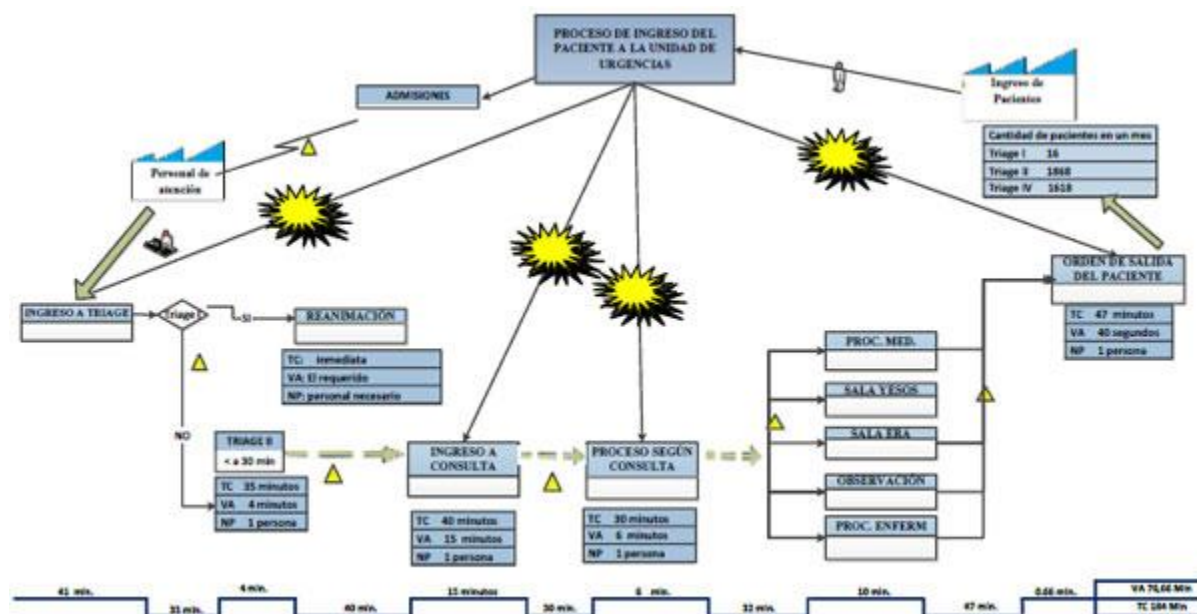 PROCESO DE INGRESO DEL
PACIENTE A LA UNIDAD DE
URGENCIAS
ADMISIONES
Ingreso de
Pacientes
Cantidad de pacientes en un mes
Triage I 16
Triage II 1868
Triage IV 1618
Personal de
atención
ORDEN DE SALIDA
DEL PACIENTE
TC 47 minutos
VA 40 segundos
NP 1 persona
INGRESO A TRIAGE
Triage I
SI
REANIMACIÓN
TC: inmediata
VA: El requerido
NP: personal necesario
NO
TRIAGE II
< a 30 min
TC 35 minutos
VA 4 minutos
NP 1 persona
INGRESO A
CONSULTA
TC 40 minutos
VA 15 minutos
NP 1 persona
PROCESO SEGÚN
CONSULTA
TC 30 minutos
VA 6 minutos
NP 1 persona
PROC. MED.
SALA YESOS
SALA ERA
OBSERVACIÓN
PROC. ENFERM
41 min.
4 min.
15 minutos
6 min.
10 min.
0.66 min.
VA 76,66 Min
35 min.
40 min.
30 min.
32 min.
47 min.
TC 184 Min